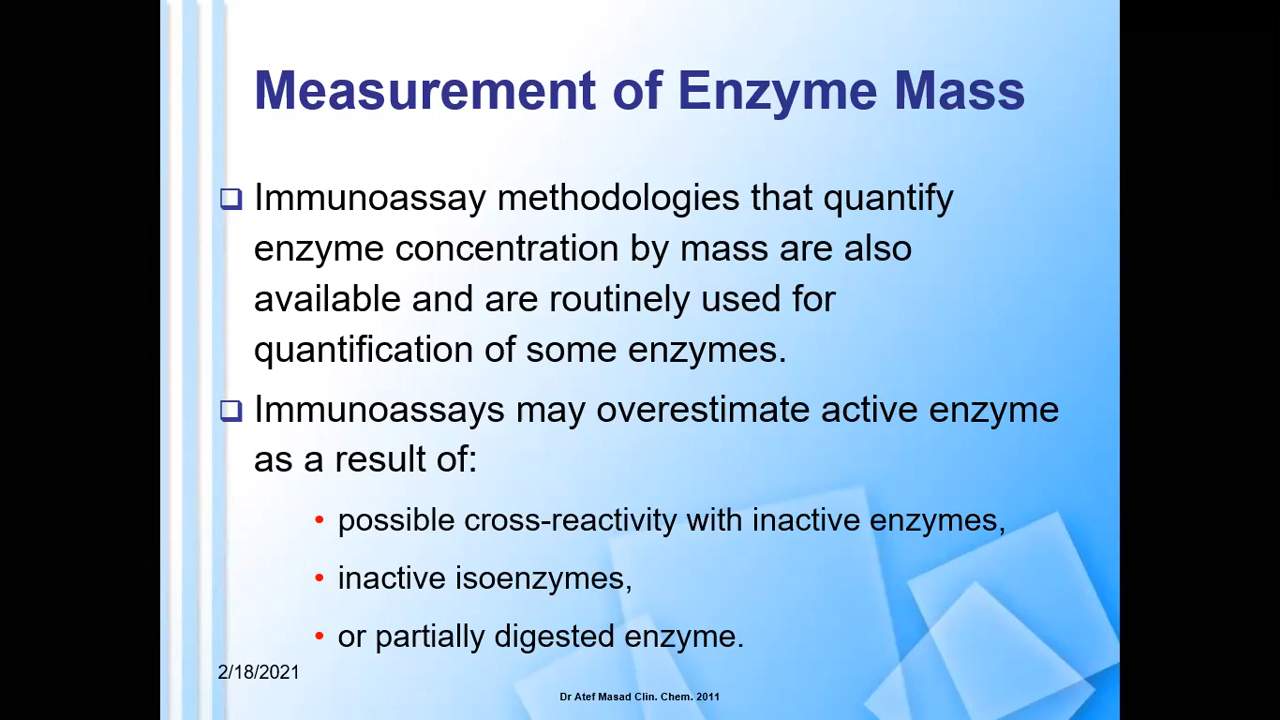 Measurement of Enzyme Mass
Immunoassay methodologies that quantify
enzyme concentration by mass are also
available and are routinely used for
quantification of some enzymes.
Immunoassays may overestimate active enzyme
as a result of:
• possible cross-reactivity with inactive enzymes,
• inactive isoenzymes,
• or partially digested enzyme.
2/18/2021
Dr Atef Masad Clin. Chem. 2011